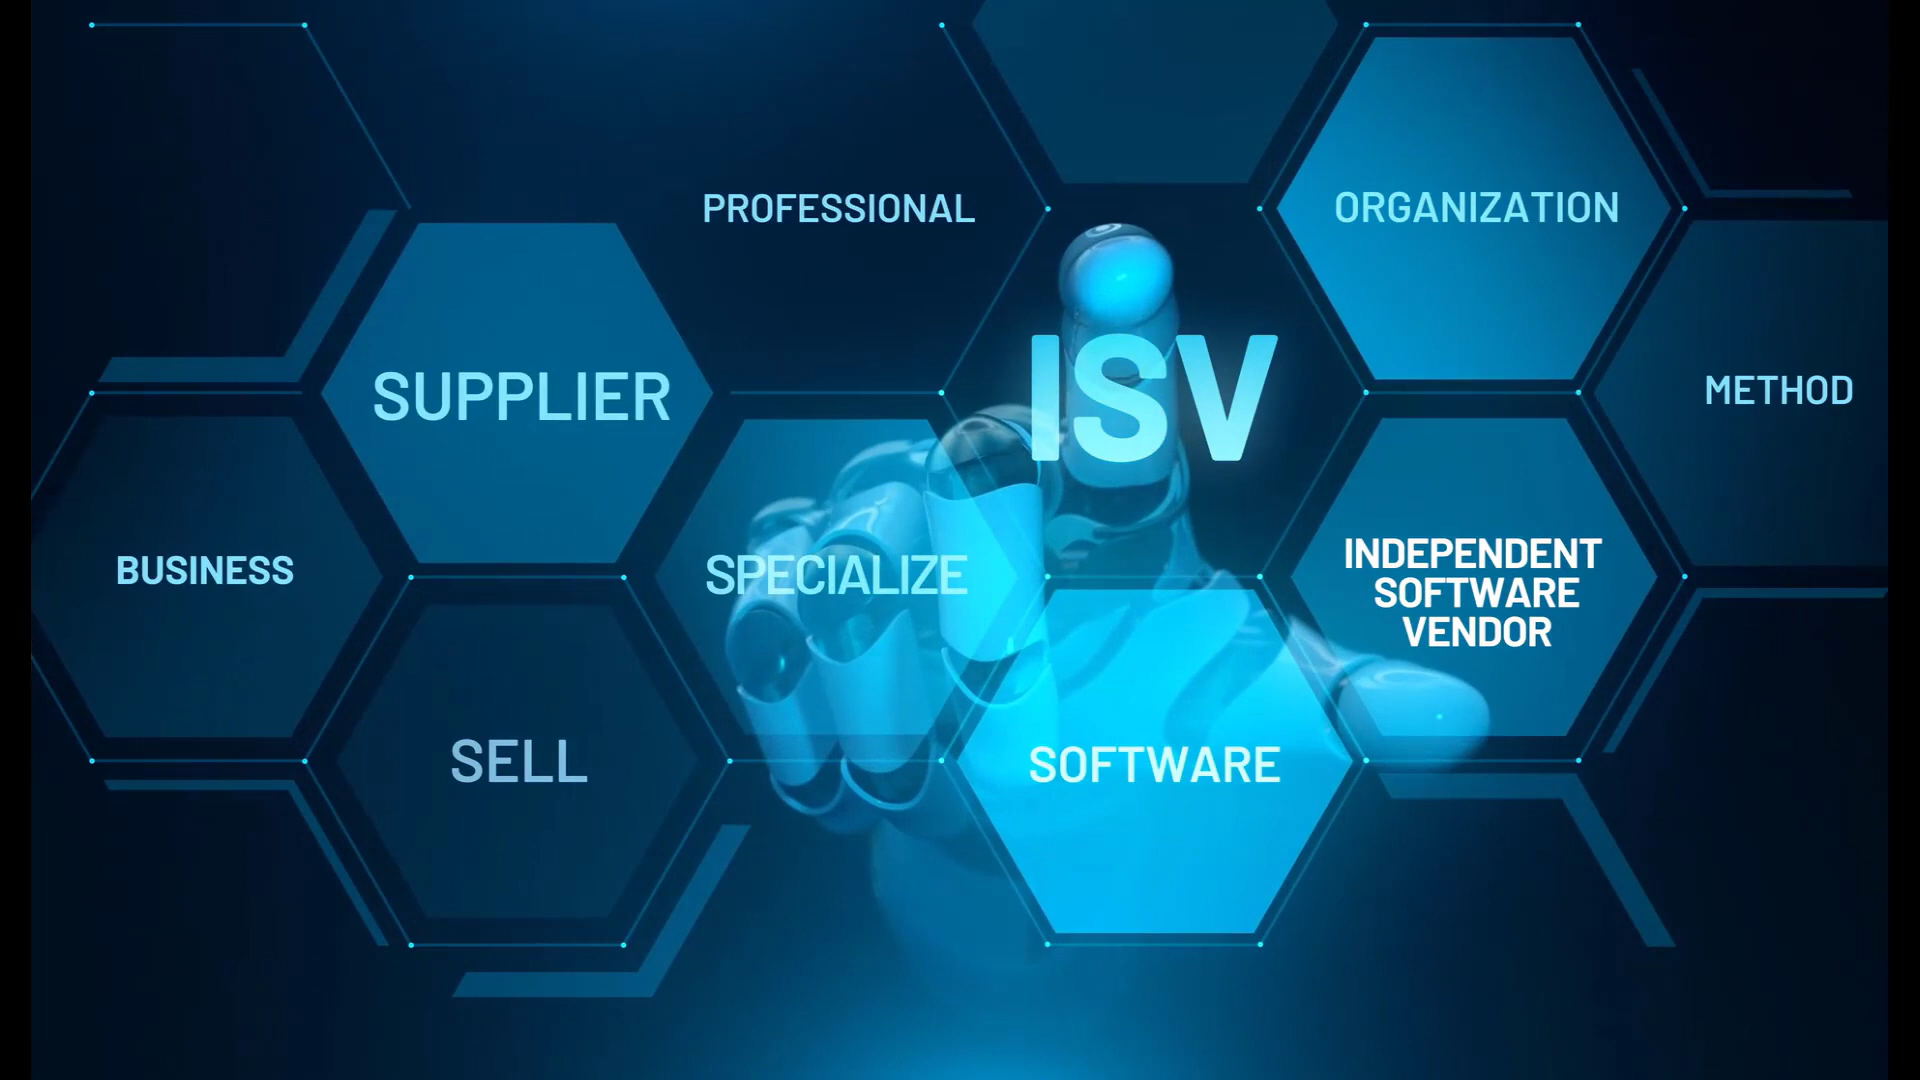 PROFESSIONAL
ORGANIZATION
SUPPLIER
ISV
METHOD
BUSINESS
SPECIALIZE
INDEPENDENT
SOFTWARE
VENDOR
SELL
SOFTWARE